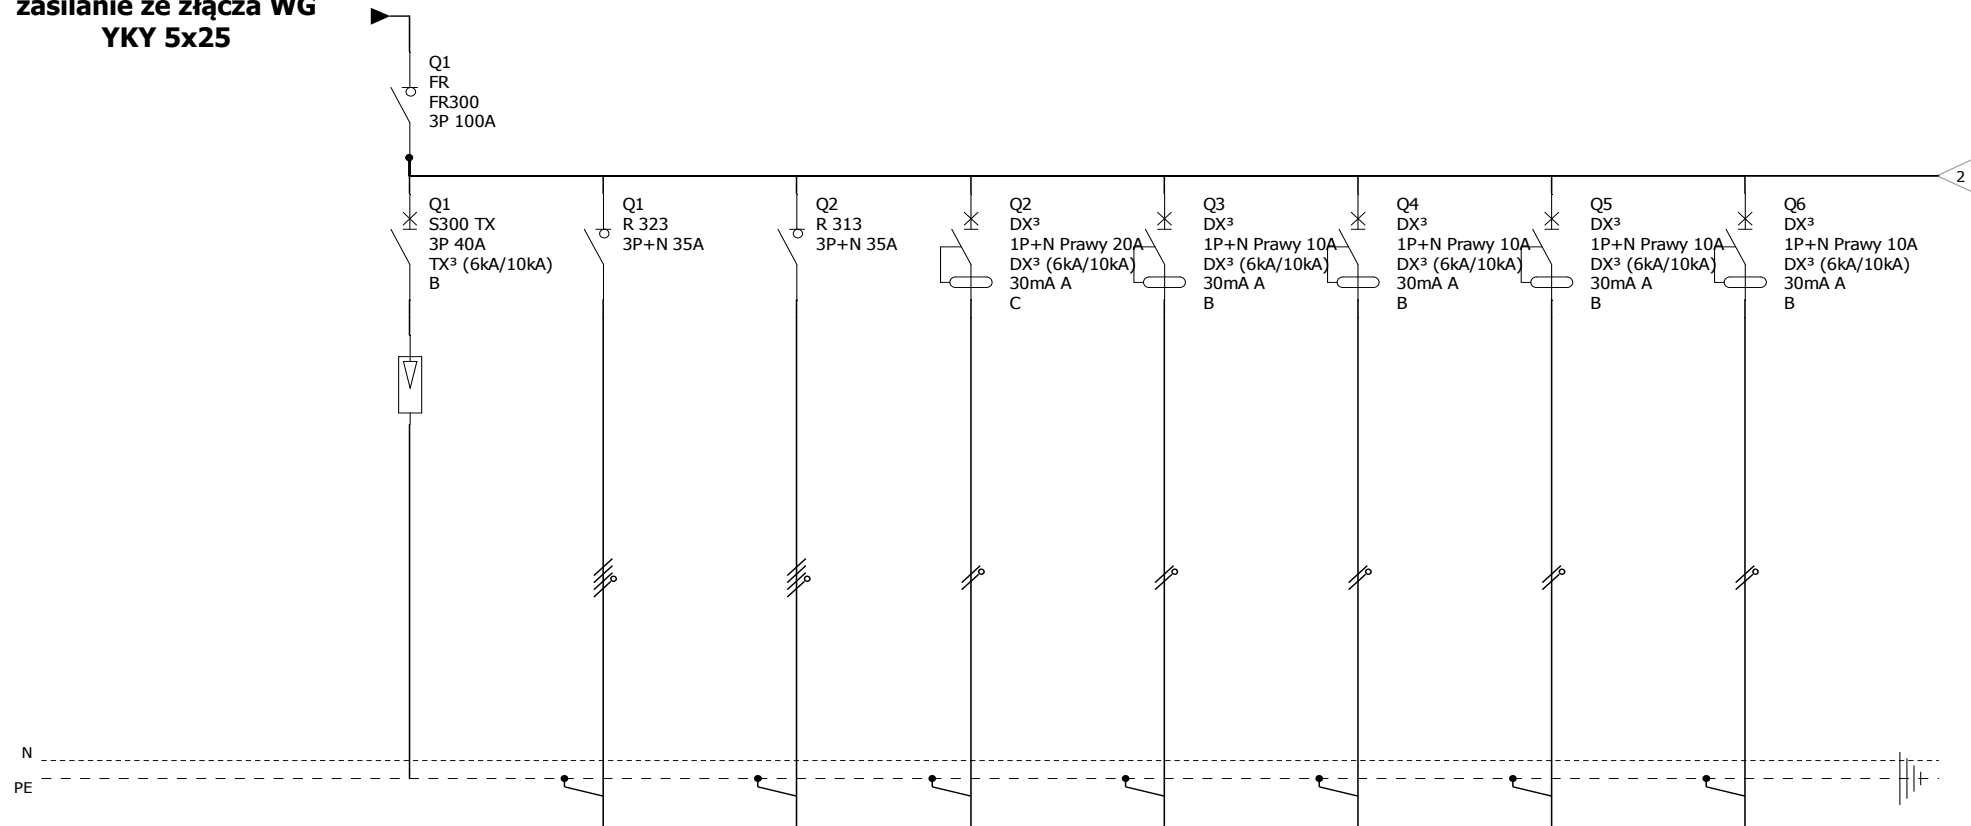 zasilanie ze złącza WG
YKY 5x25
Q1
FR
FR300
3P 100A
2
Q1
S300 TX
3P 40A
TX³ (6kA/10kA)
B
Q1
R 323
3P+N 35A
Q2
R 313
3P+N 35A
Q2
DX³
1P+N Prawy 20A
DX³ (6kA/10kA)
30mA A
C
Q3
DX³
1P+N Prawy 10A
DX³ (6kA/10kA)
30mA A
B
Q4
DX³
1P+N Prawy 10A
DX³ (6kA/10kA)
30mA A
B
Q5
DX³
1P+N Prawy 10A
DX³ (6kA/10kA)
30mA A
B
Q6
DX³
1P+N Prawy 10A
DX³ (6kA/10kA)
30mA A
B
N
PE